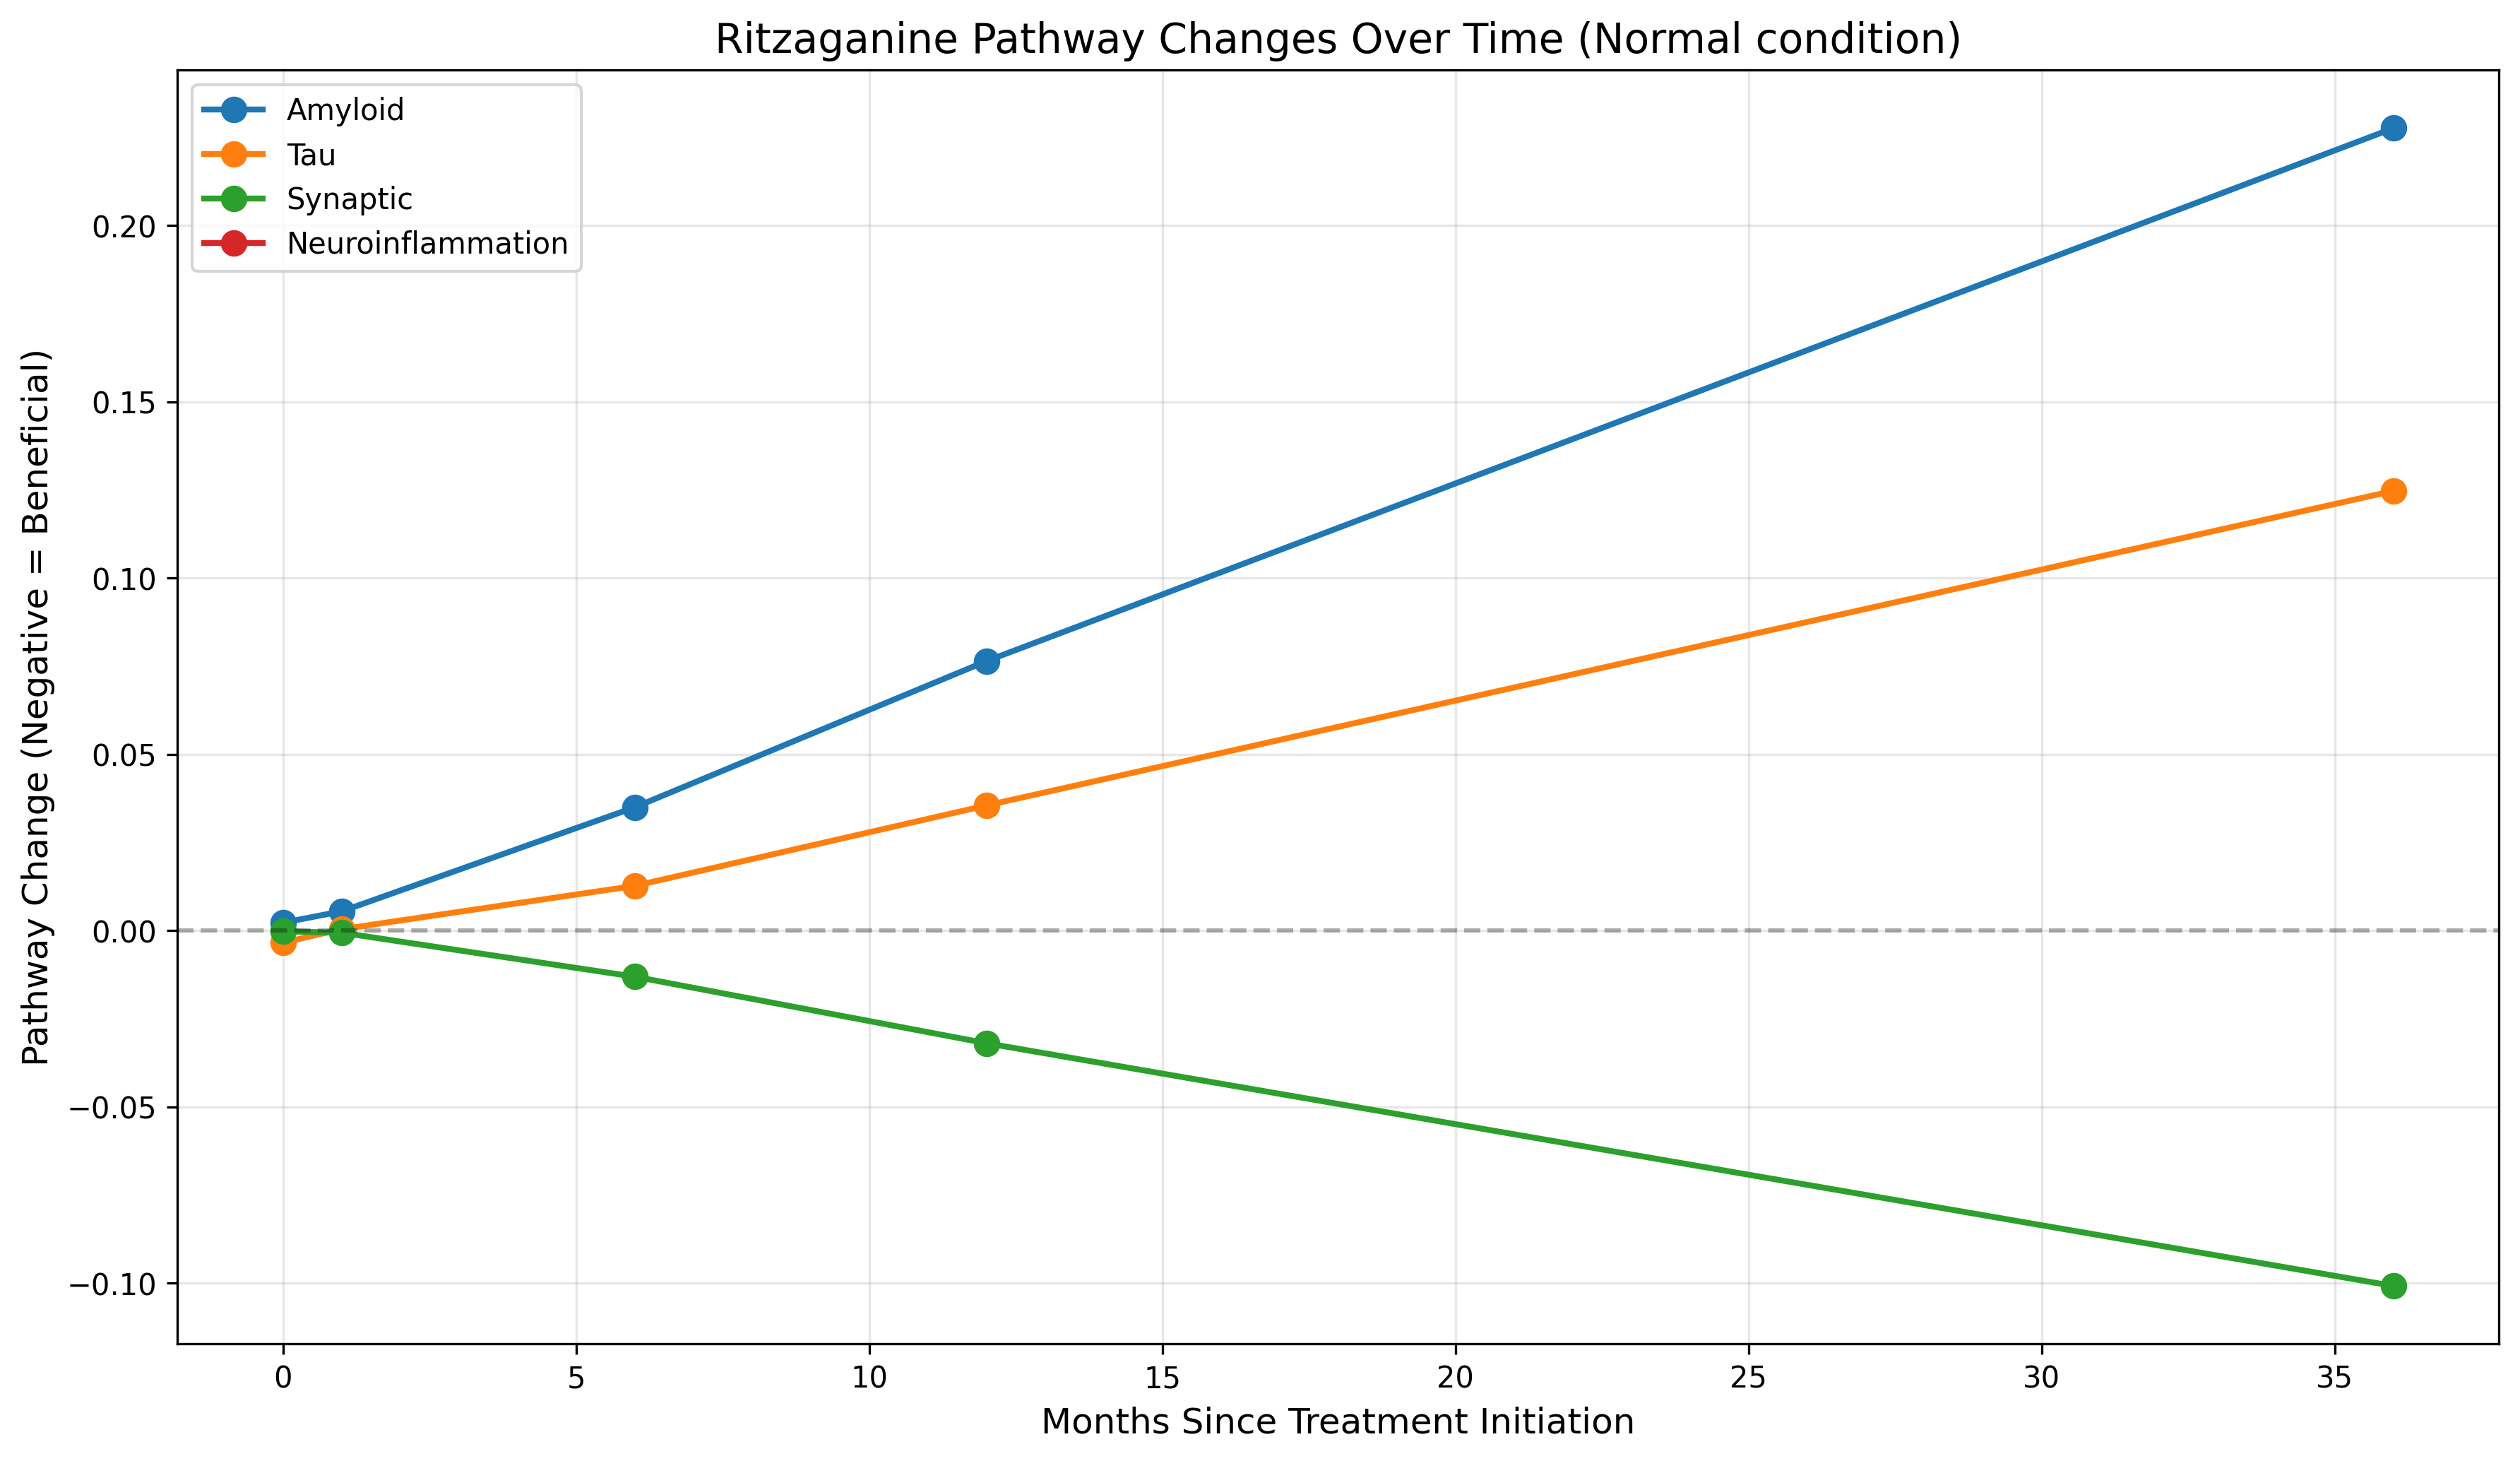 Ritzaganine Pathway Changes Over Time (Normal condition)
Amyloid
Tau
Synaptic
Neuroinflammation
Pathway Change (Negative = Beneficial)
0.20
0.15
0.10
0.05
0.00
−0.05
−0.10
0 5 10 15 20 25 30 35
Months Since Treatment Initiation